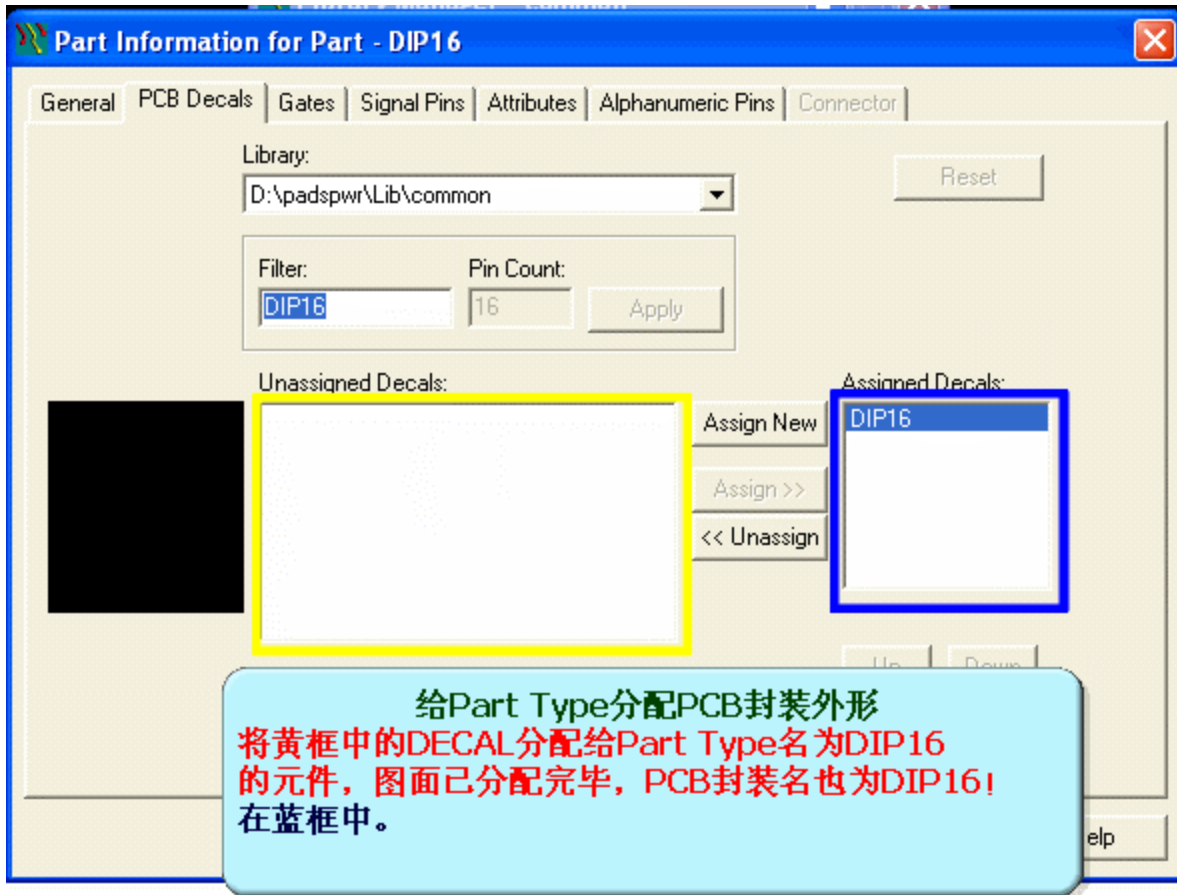 Part Information for Part - DIP16
General PCB Decals Gates Signal Pins Attributes Alphanumeric Pins Connector
Library:
D:\padspwr\Lib\common
Reset
Filter:
Pin Count:
DIP16
16
Apply
Unassigned Decals:
Assigned Decals:
Assign New
DIP16
Assign >>
<< Unassign
Up
Down
给Part Type分配PCB封装外形
将黄框中的DECAL分配给Part Type名为DIP16
的元件，图面已分配完毕，PCB封装名也为DIP16！
在蓝框中。
elp